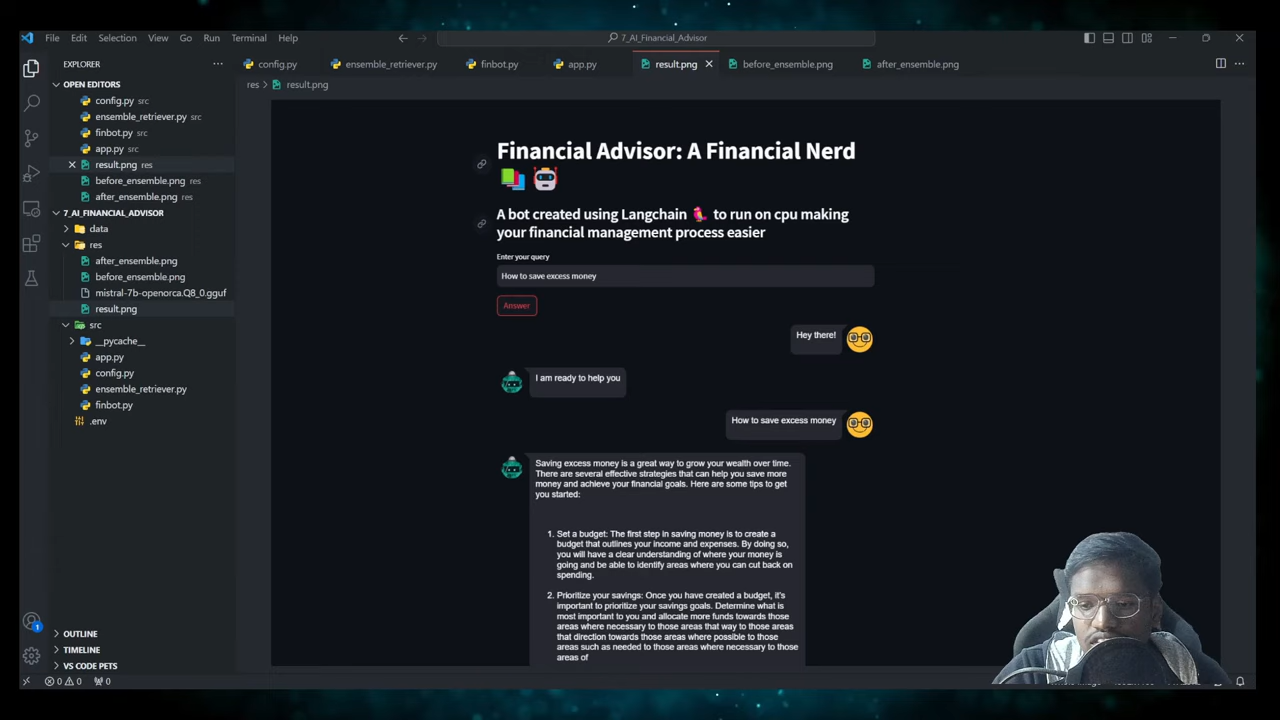 File Edit Selection View Go Run Terminal Help
7_AI_Financial_Advisor
EXPLORER
config.py
ensemble_retriever.py
finbot.py
app.py
result.png
before_ensemble.png
after_ensemble.png
OPEN EDITORS
config.py src
ensemble_retriever.py src
finbot.py src
app.py src
result.png res
before_ensemble.png res
after_ensemble.png res
7_AI_FINANCIAL_ADVISOR
data
res
after_ensemble.png
before_ensemble.png
mistral-7b-openorca.Q8_0.gguf
result.png
src
__pycache__
app.py
config.py
ensemble_retriever.py
finbot.py
.env
OUTLINE
TIMELINE
VS CODE PETS
res > result.png
Financial Advisor: A Financial Nerd
A bot created using Langchain 🦜 to run on cpu making
your financial management process easier
Enter your query
How to save excess money
Answer
Hey there!
I am ready to help you
How to save excess money
Saving excess money is a great way to grow your wealth over time.
There are several effective strategies that can help you save more
money and achieve your financial goals. Here are some tips to get
you started:
1. Set a budget: The first step in saving money is to create a
budget that outlines your income and expenses. By doing so,
you will have a clear understanding of where your money is
going and be able to identify areas where you can cut back on
spending.
2. Prioritize your savings: Once you have created a budget, it's
important to prioritize your savings goals. Determine what is
most important to you and allocate more funds towards those
areas where necessary to those areas that way to those areas
that direction towards those areas where possible to those
areas such as needed to those areas where necessary to those
areas of
1
0 0 0